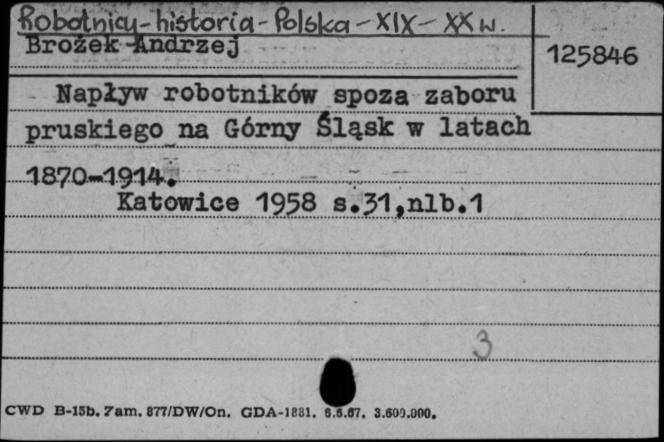 Robotnicy-historia-Polska-XIX-XX w.
Brożek Andrzej
125846
Napływ robotników spoza zaboru
pruskiego na Górny Śląsk w latach
1870-1914.
Katowice 1958 s.31,nlb.1
3
CWD B-15b. Zam. 877/DW/On. GDA-1881. 6.5.67. 3.600.000.